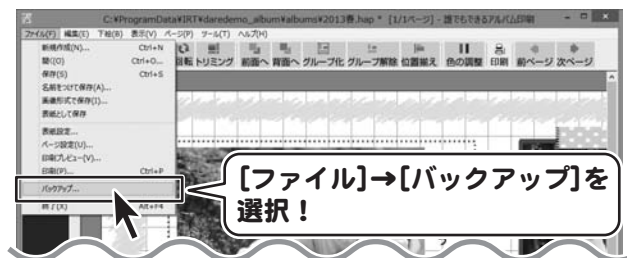 C:¥ProgramData¥IRT¥daredemo_album¥albums¥2013春.hap * [1/1ページ] - 誰でもできるアルバム印刷
ファイル(F) 編集(E) 下絵(B) 表示(V) ページ(P) ツール(T) ヘルプ(H)
新規作成(N)... Ctrl+N
開く(O) Ctrl+O...
保存(S) Ctrl+S
名前をつけて保存(A)...
画像形式で保存(I)...
表紙として保存
表紙設定...
ページ設定(U)...
印刷プレビュー(V)...
印刷(P)... Ctrl+P
バックアップ...
終了(X) Alt+F4
回転 トリミング 前面へ 背面へ グループ化 グループ解除 位置揃え 色の調整 印刷 前ページ 次ページ
[ファイル]→[バックアップ]を
選択！